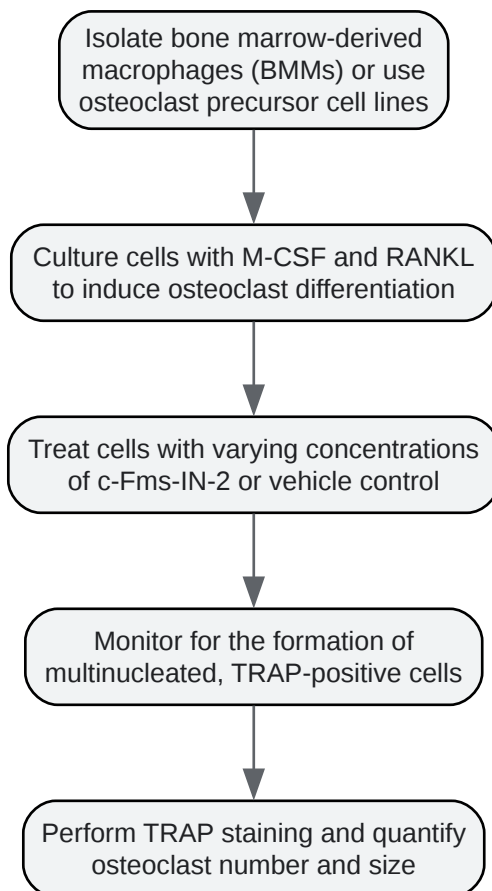 Isolate bone marrow-derived
macrophages (BMMs) or use
osteoclast precursor cell lines
Culture cells with M-CSF and RANKL
to induce osteoclast differentiation
Treat cells with varying concentrations
of c-Fms-IN-2 or vehicle control
Monitor for the formation of
multinucleated, TRAP-positive cells
Perform TRAP staining and quantify
osteoclast number and size